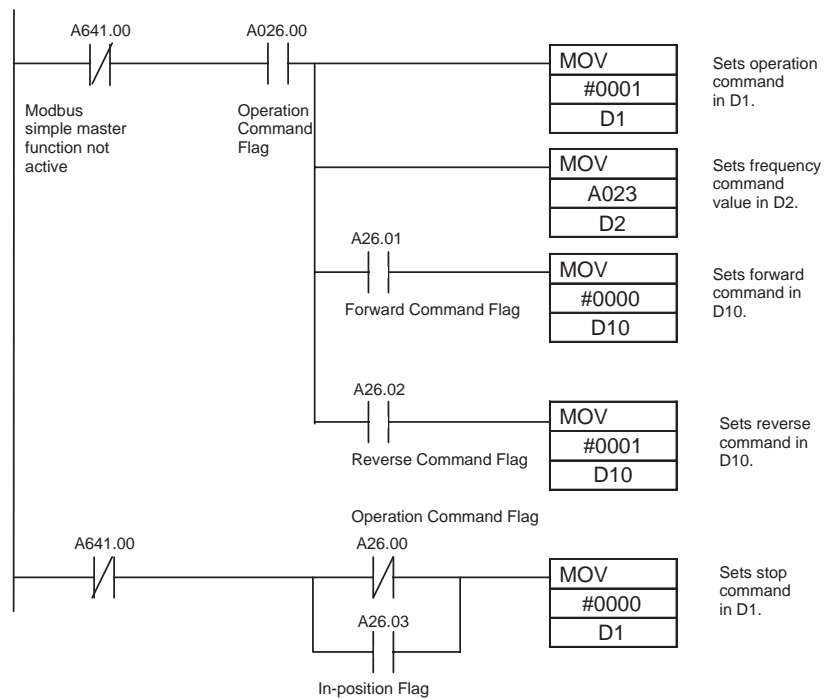 A641.00
A026.00
MOV
#0001
D1
Sets operation
command
in D1.
Modbus
simple master
function not
active
Operation
Command
Flag
MOV
A023
D2
Sets frequency
command
value in D2.
A26.01
MOV
#0000
D10
Sets forward
command in
D10.
Forward Command Flag
A26.02
MOV
#0001
D10
Sets reverse
command in
D10.
Reverse Command Flag
Operation Command Flag
A641.00
A26.00
MOV
#0000
D1
Sets stop
command
in D1.
A26.03
In-position Flag